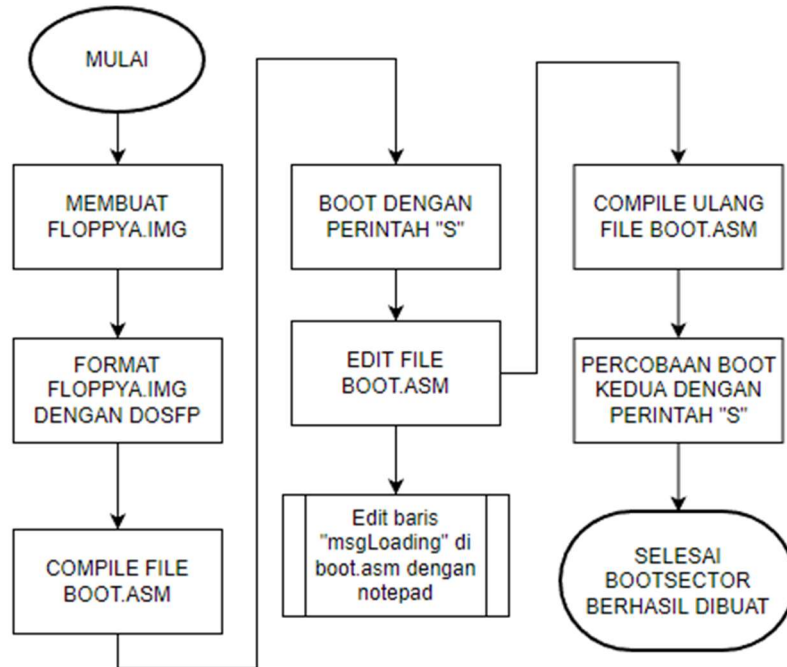 MULAI
MEMBUAT
FLOPPYA.IMG
FORMAT
FLOPPYA.IMG
DENGAN DOSFP
COMPILE FILE
BOOT.ASM
BOOT DENGAN
PERINTAH "S"
EDIT FILE
BOOT.ASM
Edit baris
"msgLoading" di
boot.asm dengan
notepad
COMPILE ULANG
FILE BOOT.ASM
PERCOBAAN BOOT
KEDUA DENGAN
PERINTAH "S"
SELESAI
BOOTSECTOR
BERHASIL DIBUAT